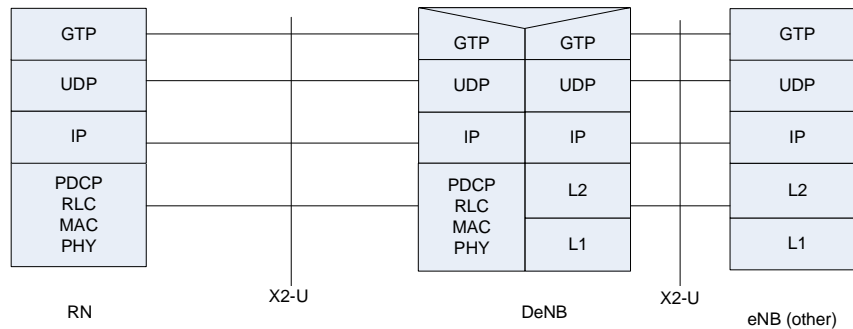 GTP
UDP
IP
PDCP
RLC
MAC
PHY
RN
X2-U
GTP
GTP
UDP
UDP
IP
IP
PDCP
RLC
MAC
PHY
L2
L1
DeNB
X2-U
GTP
UDP
IP
L2
L1
eNB (other)